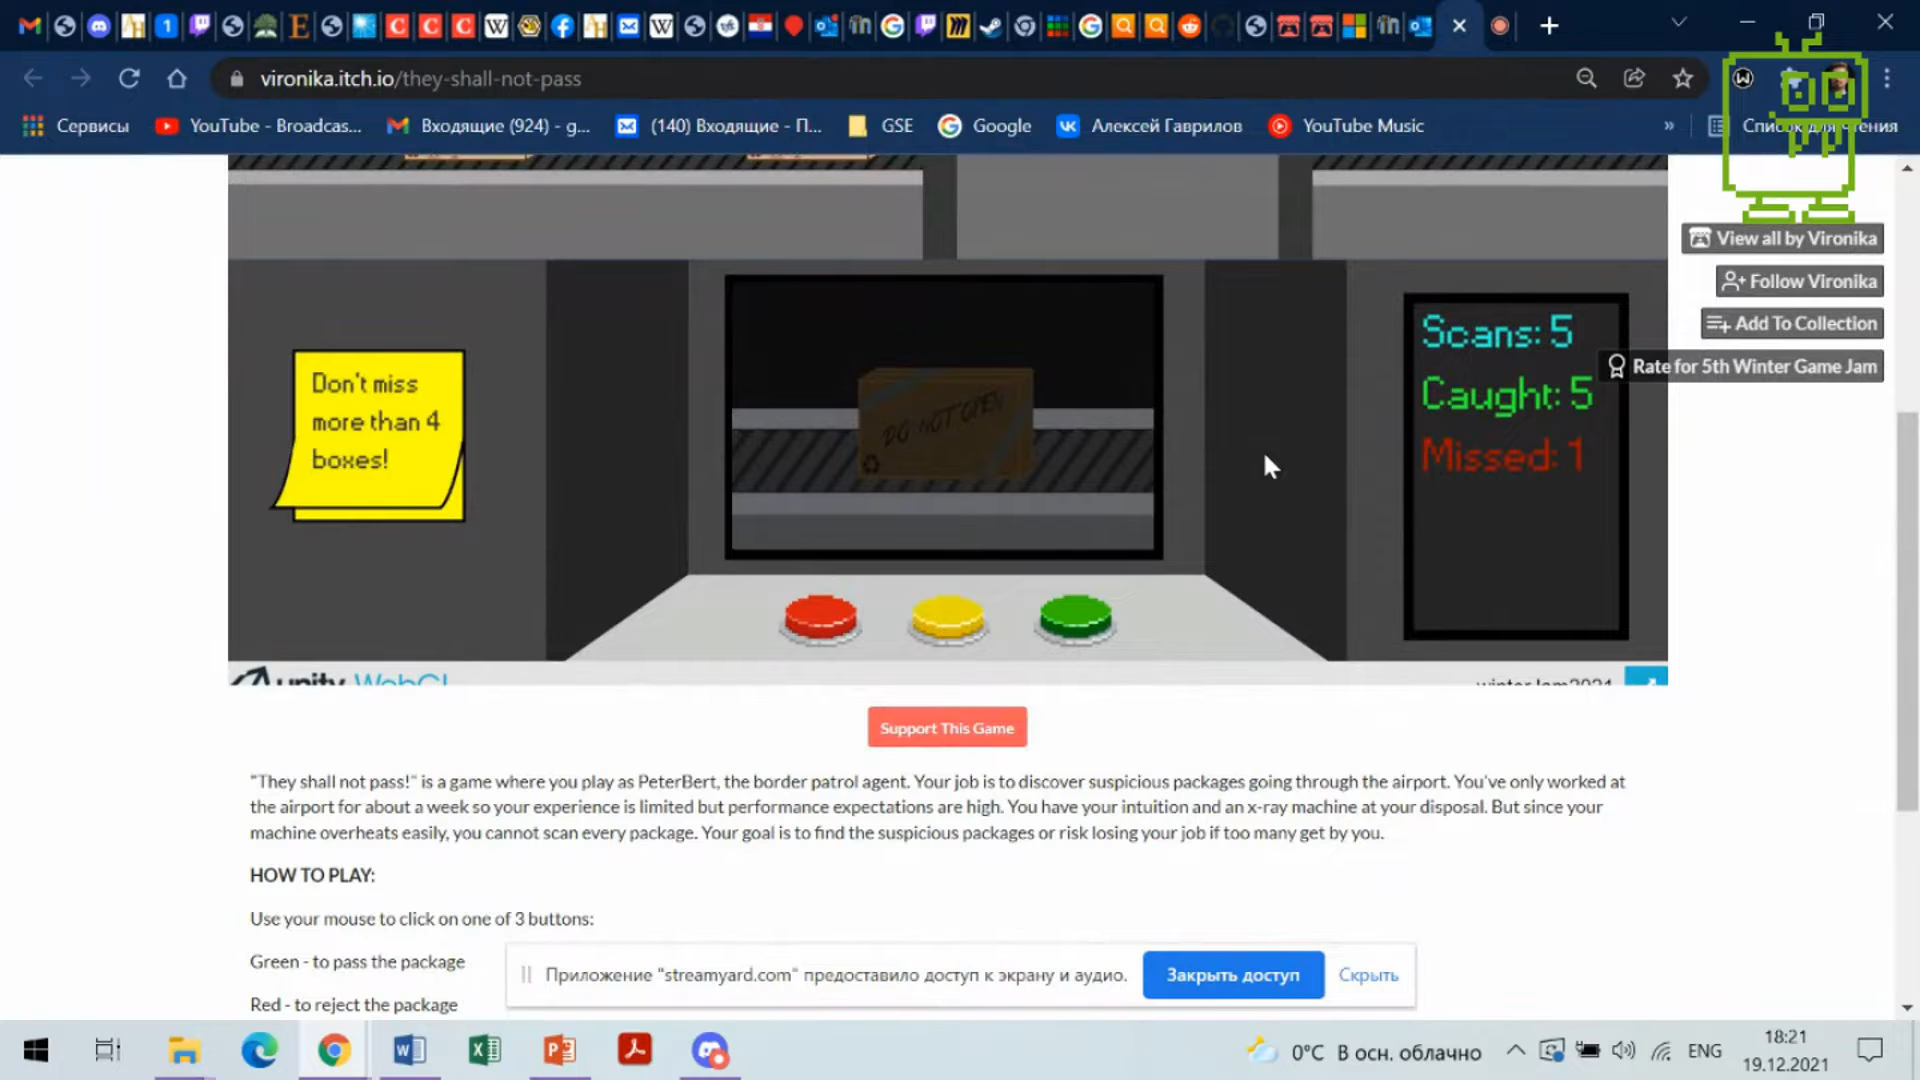 vironika.itch.io/they-shall-not-pass
Сервисы
YouTube - Broadcas...
Входящие (924) - g...
(140) Входящие - П...
GSE
Google
Алексей Гаврилов
YouTube Music
»
Список для чтения
View all by Vironika
Follow Vironika
Add To Collection
Rate for 5th Winter Game Jam
Don't miss
more than 4
boxes!
DO NOT OPEN
Scans: 5
Caught: 5
Missed: 1
unity WebGL
winterJam2021
Support This Game
"They shall not pass!" is a game where you play as PeterBert, the border patrol agent. Your job is to discover suspicious packages going through the airport. You've only worked at
the airport for about a week so your experience is limited but performance expectations are high. You have your intuition and an x-ray machine at your disposal. But since your
machine overheats easily, you cannot scan every package. Your goal is to find the suspicious packages or risk losing your job if too many get by you.
HOW TO PLAY:
Use your mouse to click on one of 3 buttons:
Green - to pass the package
Red - to reject the package
Приложение "streamyard.com" предоставило доступ к экрану и аудио.
Закрыть доступ
Скрыть
0°C В осн. облачно
ENG
18:21
19.12.2021